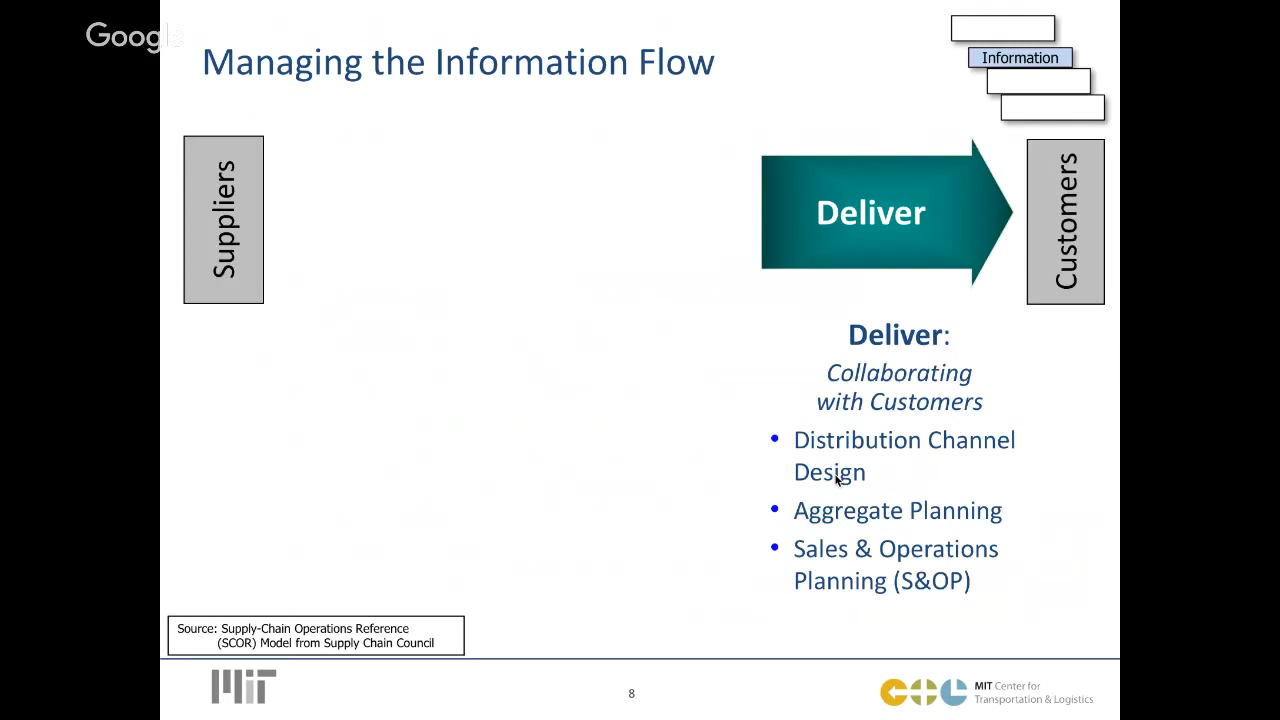 Google
Managing the Information Flow
Information
Suppliers
Deliver
Customers
Deliver:
Collaborating
with Customers
• Distribution Channel
Design
• Aggregate Planning
• Sales & Operations
Planning (S&OP)
Source: Supply-Chain Operations Reference
(SCOR) Model from Supply Chain Council
MIT
8
MIT Center for
Transportation & Logistics